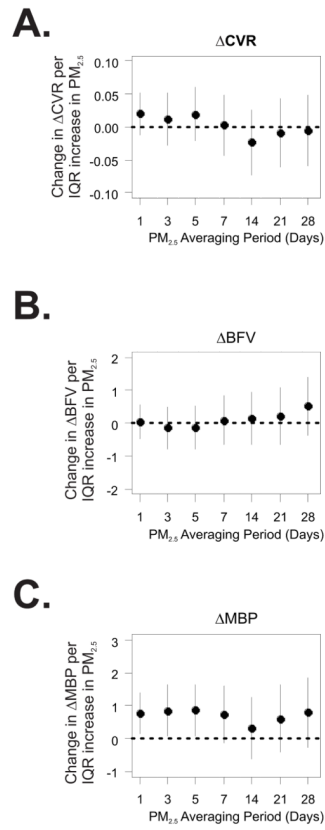 A.
ΔCVR
Change in ΔCVR per
IQR increase in PM2.5
0.10
0.05
0.00
-0.05
-0.10
1 3 5 7 14 21 28
PM2.5 Averaging Period (Days)
B.
ΔBFV
Change in ΔBFV per
IQR increase in PM2.5
2
1
0
-1
-2
1 3 5 7 14 21 28
PM2.5 Averaging Period (Days)
C.
ΔMBP
Change in ΔMBP per
IQR increase in PM2.5
3
2
1
0
-1
1 3 5 7 14 21 28
PM2.5 Averaging Period (Days)